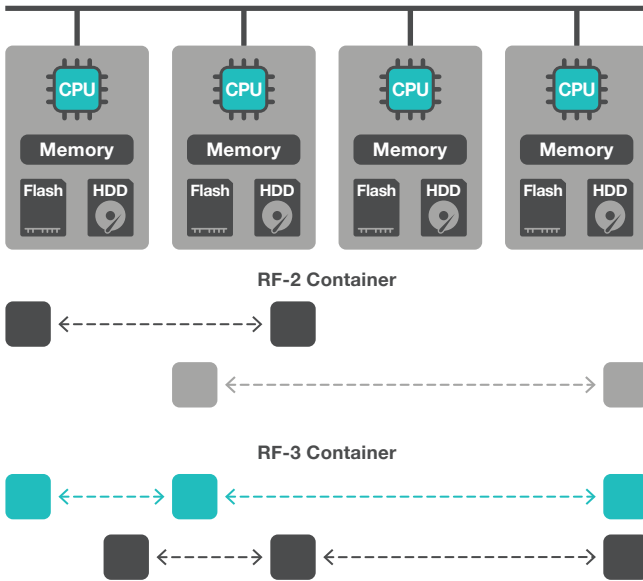 CPU CPU CPU CPU
Memory Memory Memory Memory
Flash HDD Flash HDD Flash HDD Flash HDD
RF-2 Container
RF-3 Container